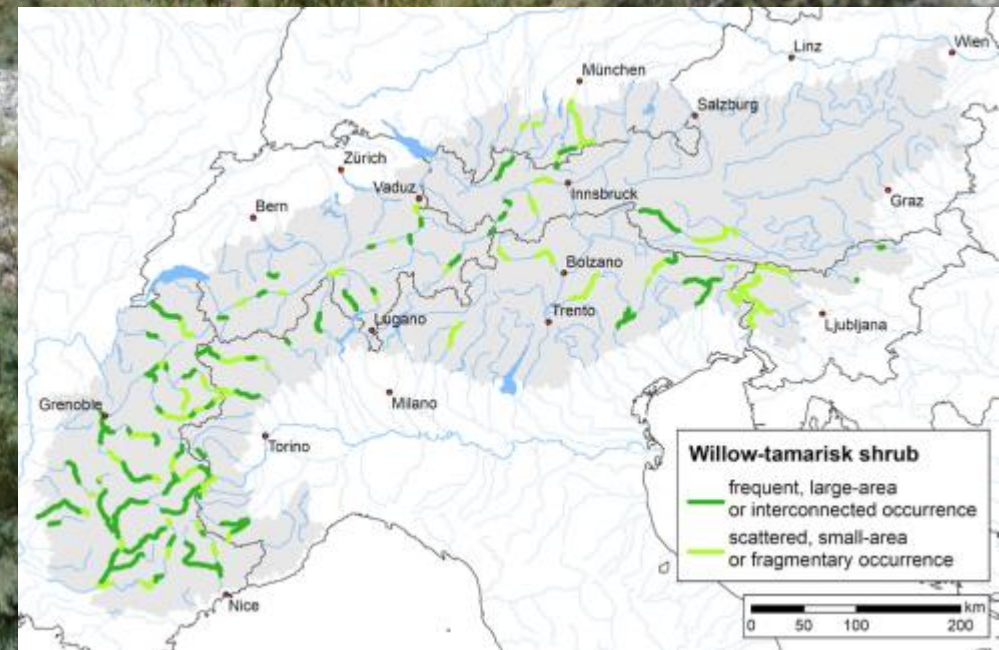 Linz
Wien
München
Salzburg
Zürich
Vaduz
Innsbruck
Graz
Bern
Bolzano
Lugano
Trento
Ljubljana
Milano
Grenoble
Torino
Nice
Willow-tamarisk shrub
frequent, large-area
or interconnected occurrence
scattered, small-area
or fragmentary occurrence
km
0 50 100 200